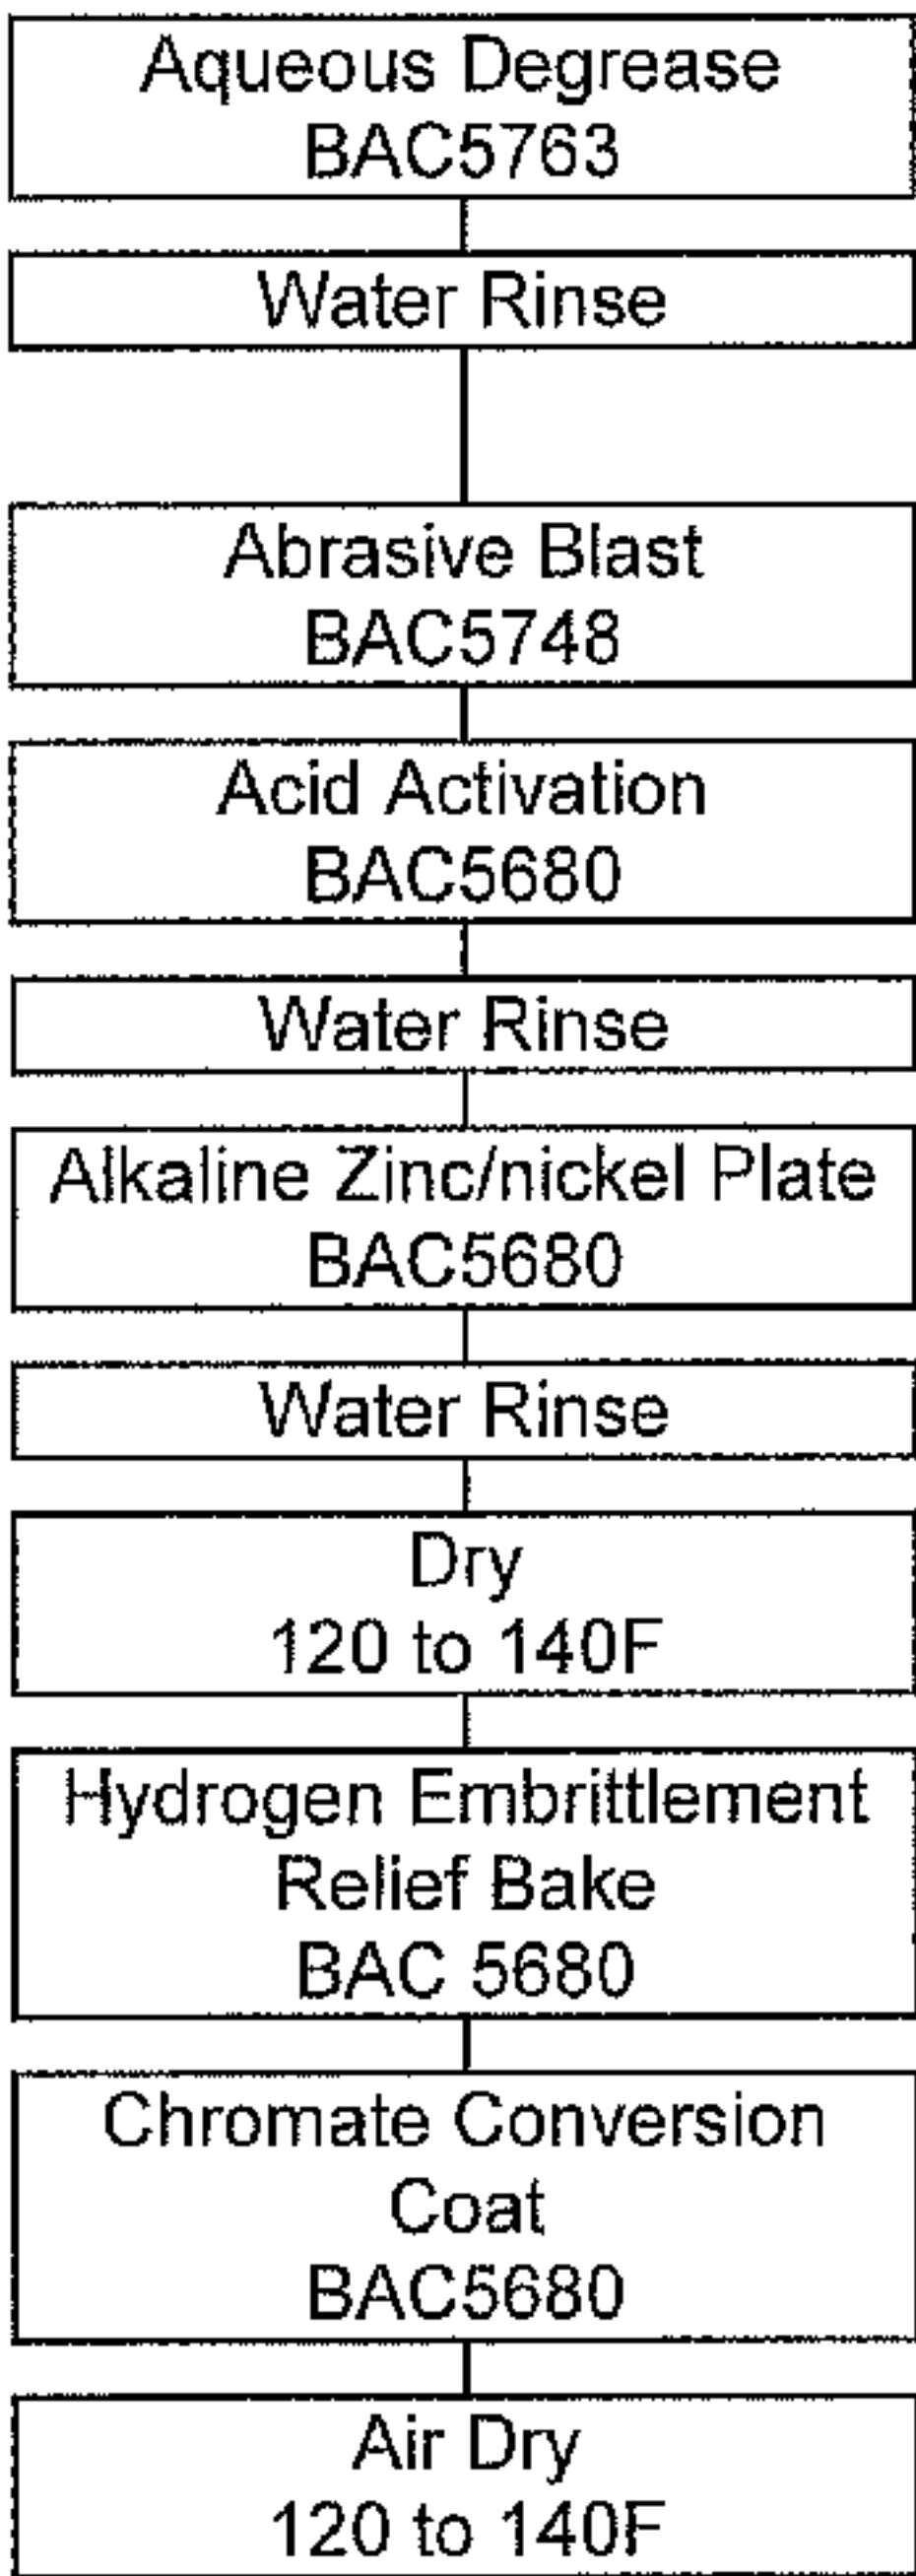 Aqueous Degrease
BAC5763
Water Rinse
Abrasive Blast
BAC5748
Acid Activation
BAC5680
Water Rinse
Alkaline Zinc/nickel Plate
BAC5680
Water Rinse
Dry
120 to 140F
Hydrogen Embrittlement
Relief Bake
BAC 5680
Chromate Conversion
Coat
BAC5680
Air Dry
120 to 140F